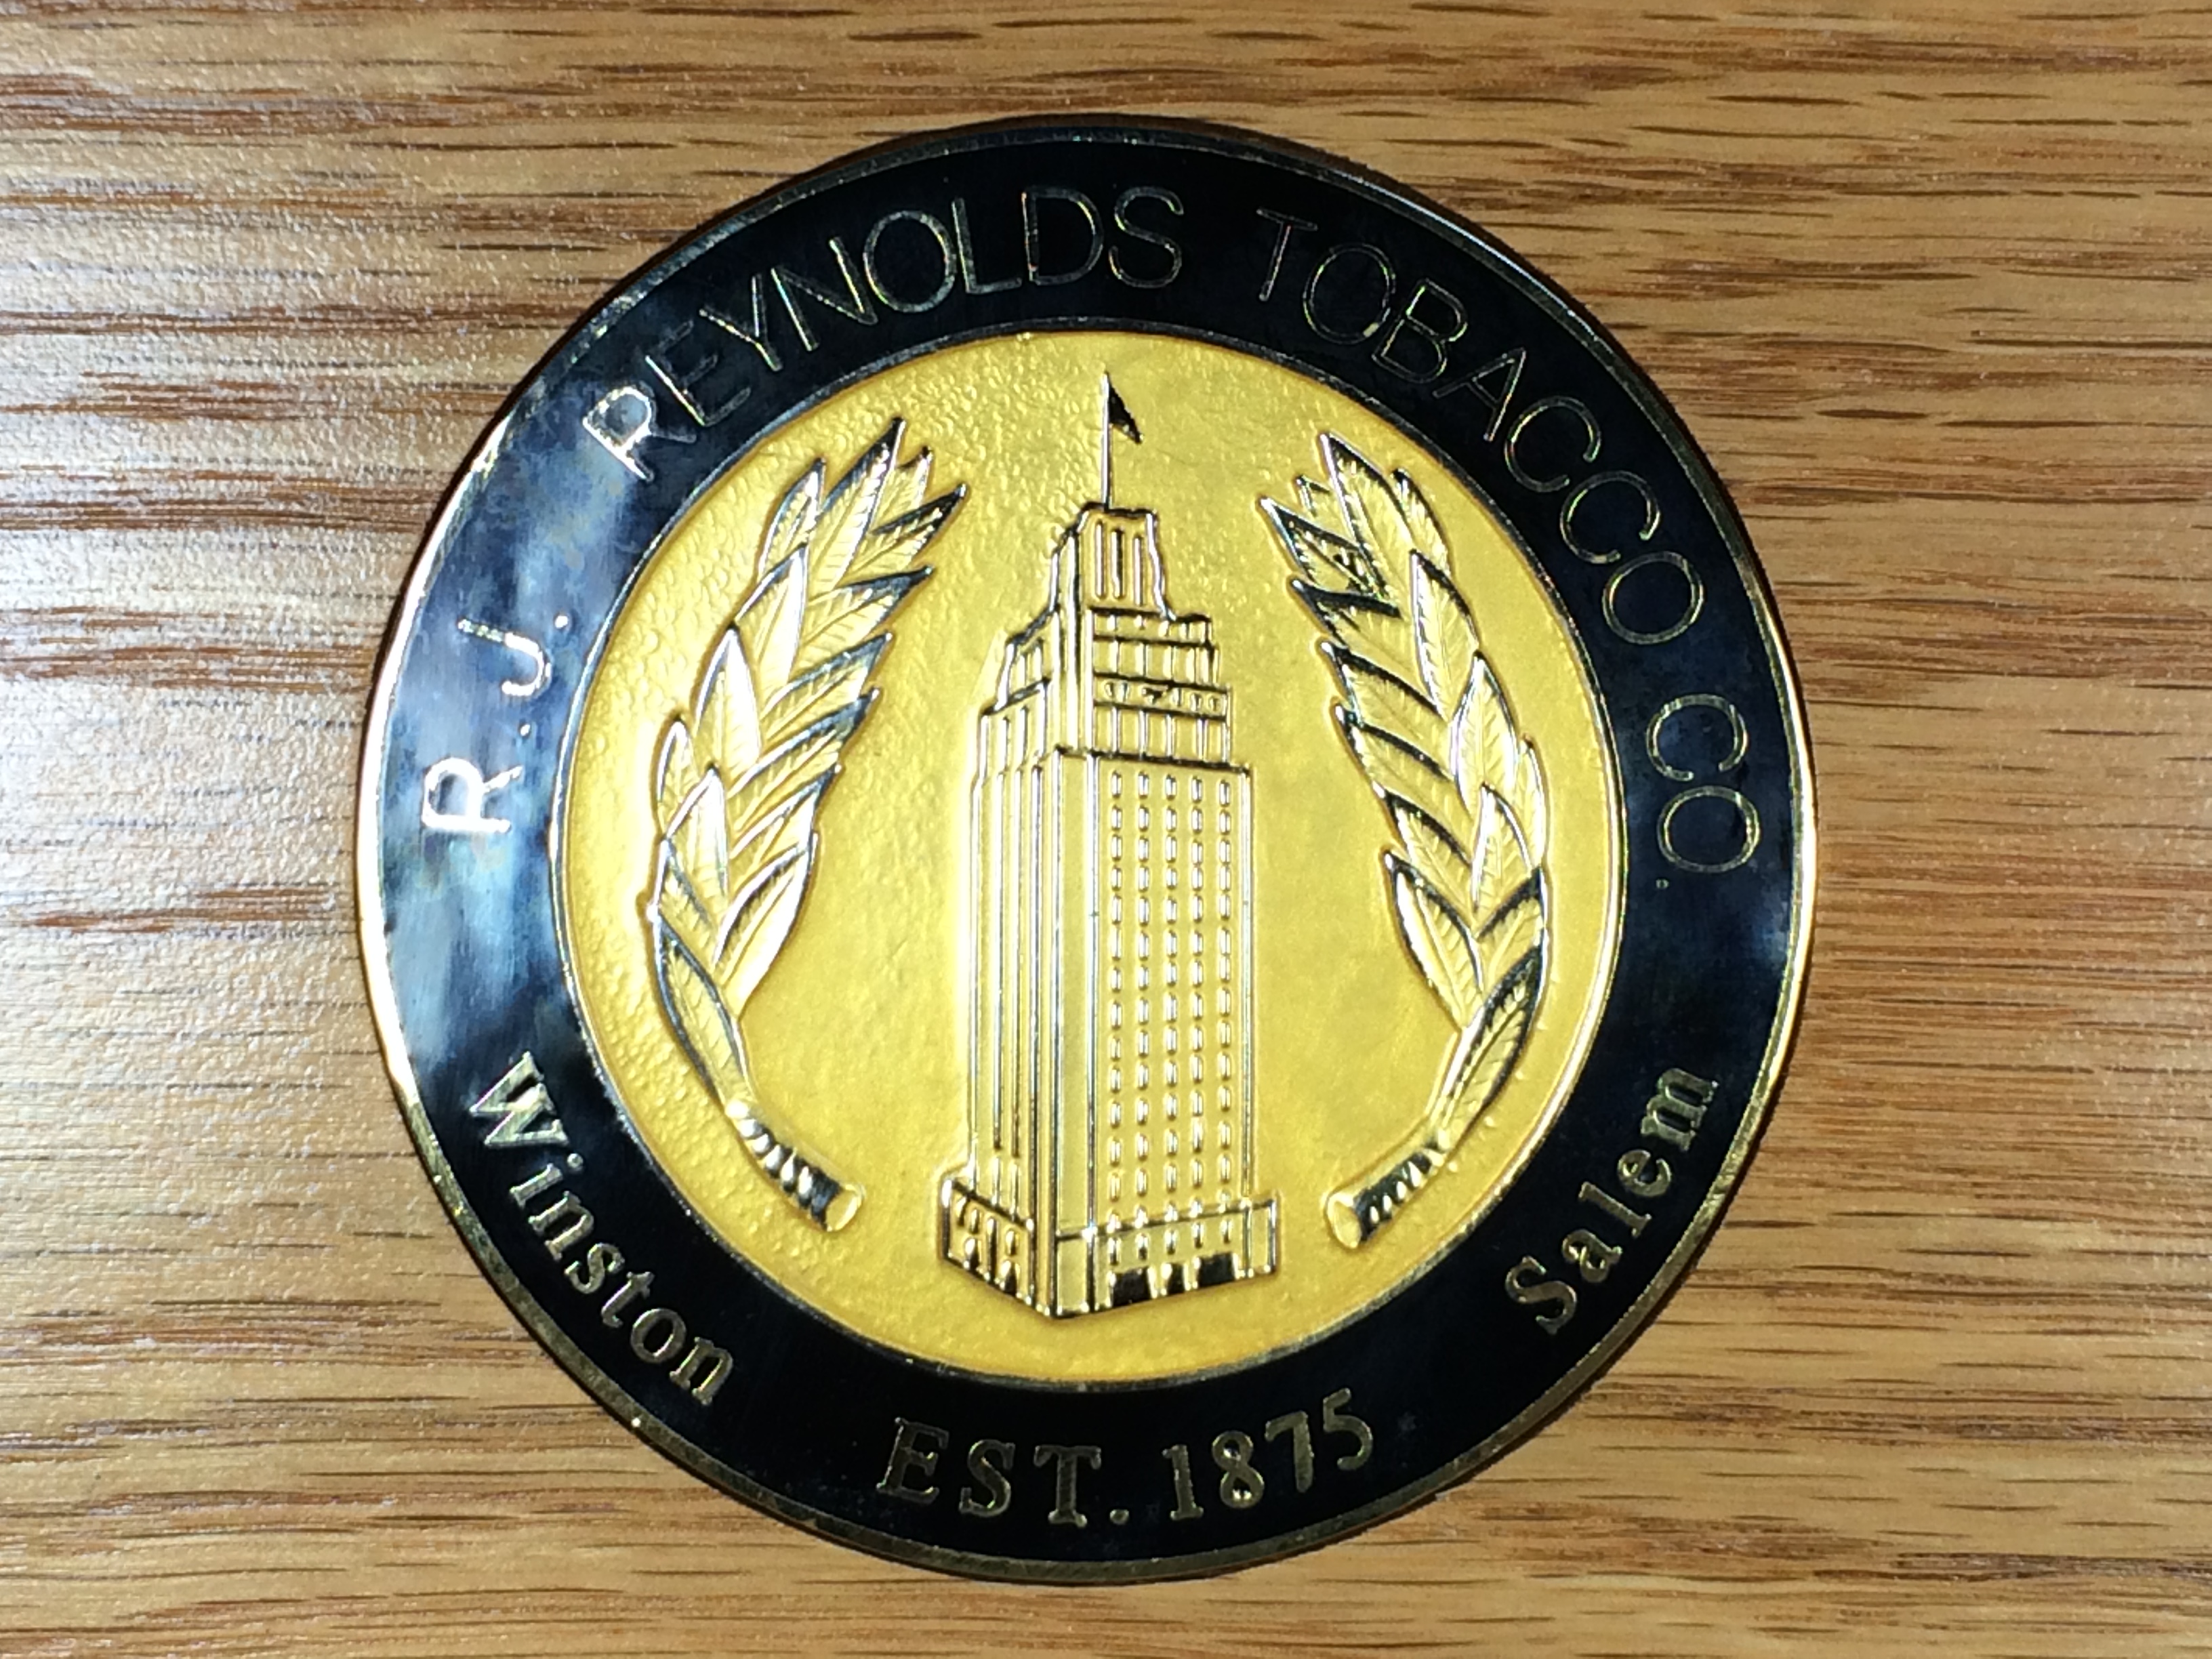 R.J. REYNOLDS TOBACCO CO.
Winston EST. 1875 Salem